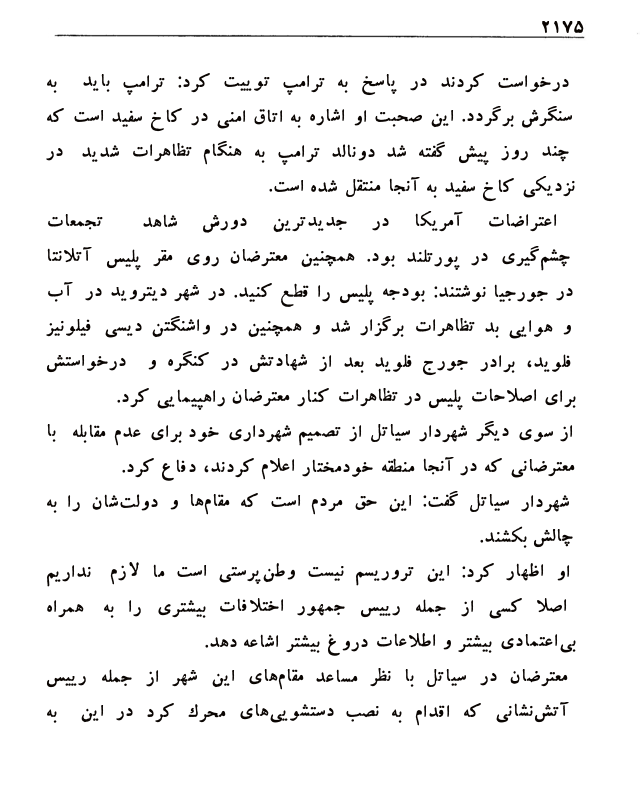 ۲۱۷۵
درخواست کردند در پاسخ به ترامپ توییت کرد: ترامپ باید به
سنگرش برگردد. این صحبت او اشاره به اتاق امنی در کاخ سفید است که
چند روز پیش گفته شد دونالد ترامپ به هنگام تظاهرات شدید در
نزدیکی کاخ سفید به آنجا منتقل شده است.
اعتراضات آمریکا در جدیدترین دورش شاهد تجمعات
چشم‌گیری در پورتلند بود. همچنین معترضان روی مقر پلیس آتلانتا
در جورجیا نوشتند: بودجه پلیس را قطع کنید. در شهر دیتروید در آب
و هوایی بد تظاهرات برگزار شد و همچنین در واشنگتن دیسی فیلونیز
فلوید، برادر جورج فلوید بعد از شهادتش در کنگره و درخواستش
برای اصلاحات پلیس در تظاهرات کنار معترضان راهپیمایی کرد.
از سوی دیگر شهردار سیاتل از تصمیم شهرداری خود برای عدم مقابله با
معترضانی که در آنجا منطقه خودمختار اعلام کردند، دفاع کرد.
شهردار سیاتل گفت: این حق مردم است که مقام‌ها و دولت‌شان را به
چالش بکشند.
او اظهار کرد: این تروریسم نیست وطن‌پرستی است ما لازم نداریم
اصلا کسی از جمله رییس جمهور اختلافات بیشتری را به همراه
بی‌اعتمادی بیشتر و اطلاعات دروغ بیشتر اشاعه دهد.
معترضان در سیاتل با نظر مساعد مقام‌های این شهر از جمله رییس
آتش‌نشانی که اقدام به نصب دستشویی‌های محرك کرد در این به